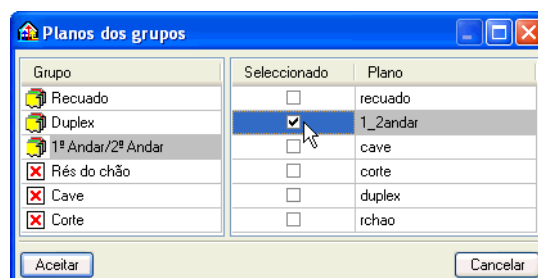 Planos dos grupos
Grupo Seleccionado Plano
Recuado recuado
Duplex 1_2andar
1º Andar/2º Andar cave
Rés do chão corte
Cave duplex
Corte rchao
Aceitar Cancelar